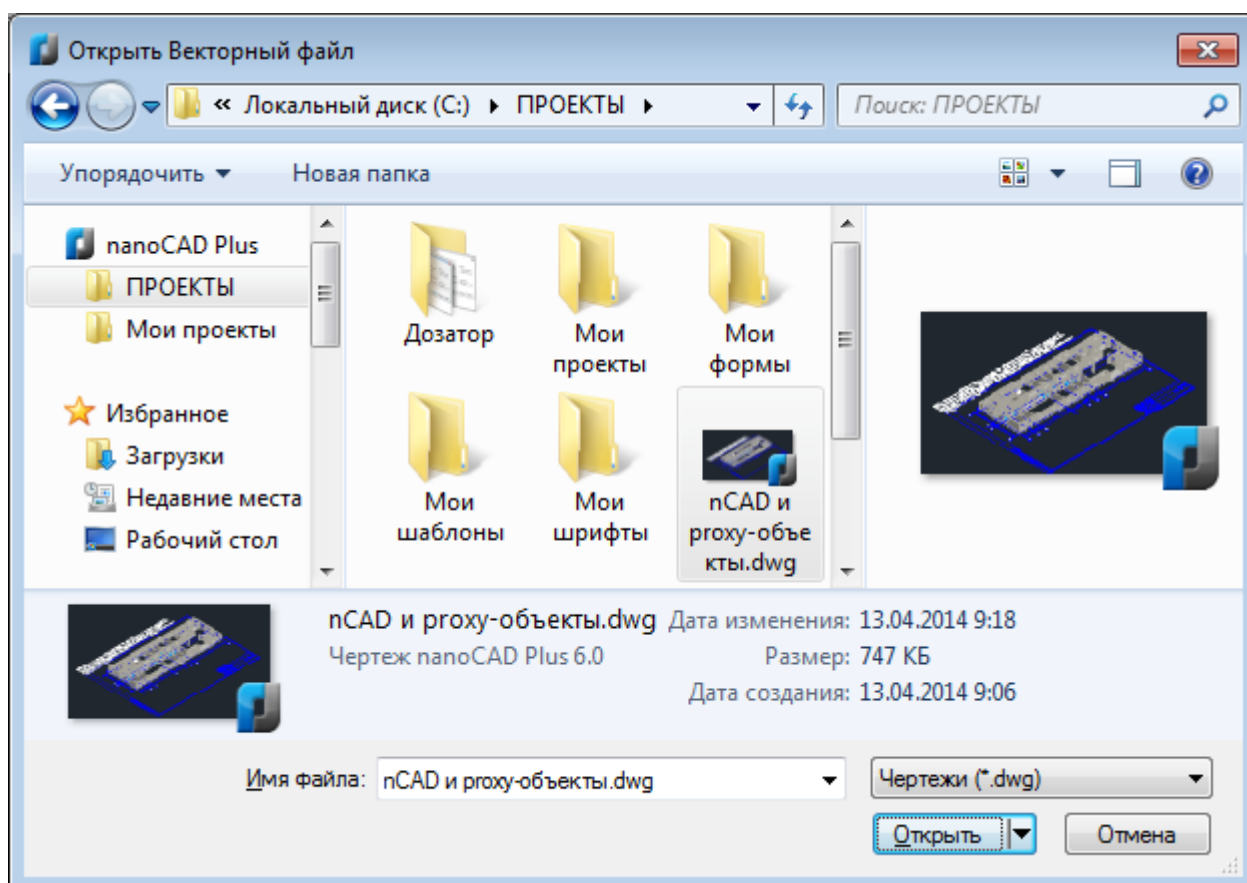 Открыть Векторный файл
« Локальный диск (C:) ▸ ПРОЕКТЫ ▸
Поиск: ПРОЕКТЫ
Упорядочить ▼ Новая папка
nanoCAD Plus
ПРОЕКТЫ
Мои проекты
Избранное
Загрузки
Недавние места
Рабочий стол
Дозатор
Мои
проекты
Мои
формы
Мои
шаблоны
Мои
шрифты
nCAD и
proxy-объе
кты.dwg
nCAD и proxy-объекты.dwg Дата изменения: 13.04.2014 9:18
Чертеж nanoCAD Plus 6.0 Размер: 747 КБ
Дата создания: 13.04.2014 9:06
Имя файла: nCAD и proxy-объекты.dwg Чертежи (*.dwg)
Открыть Отмена